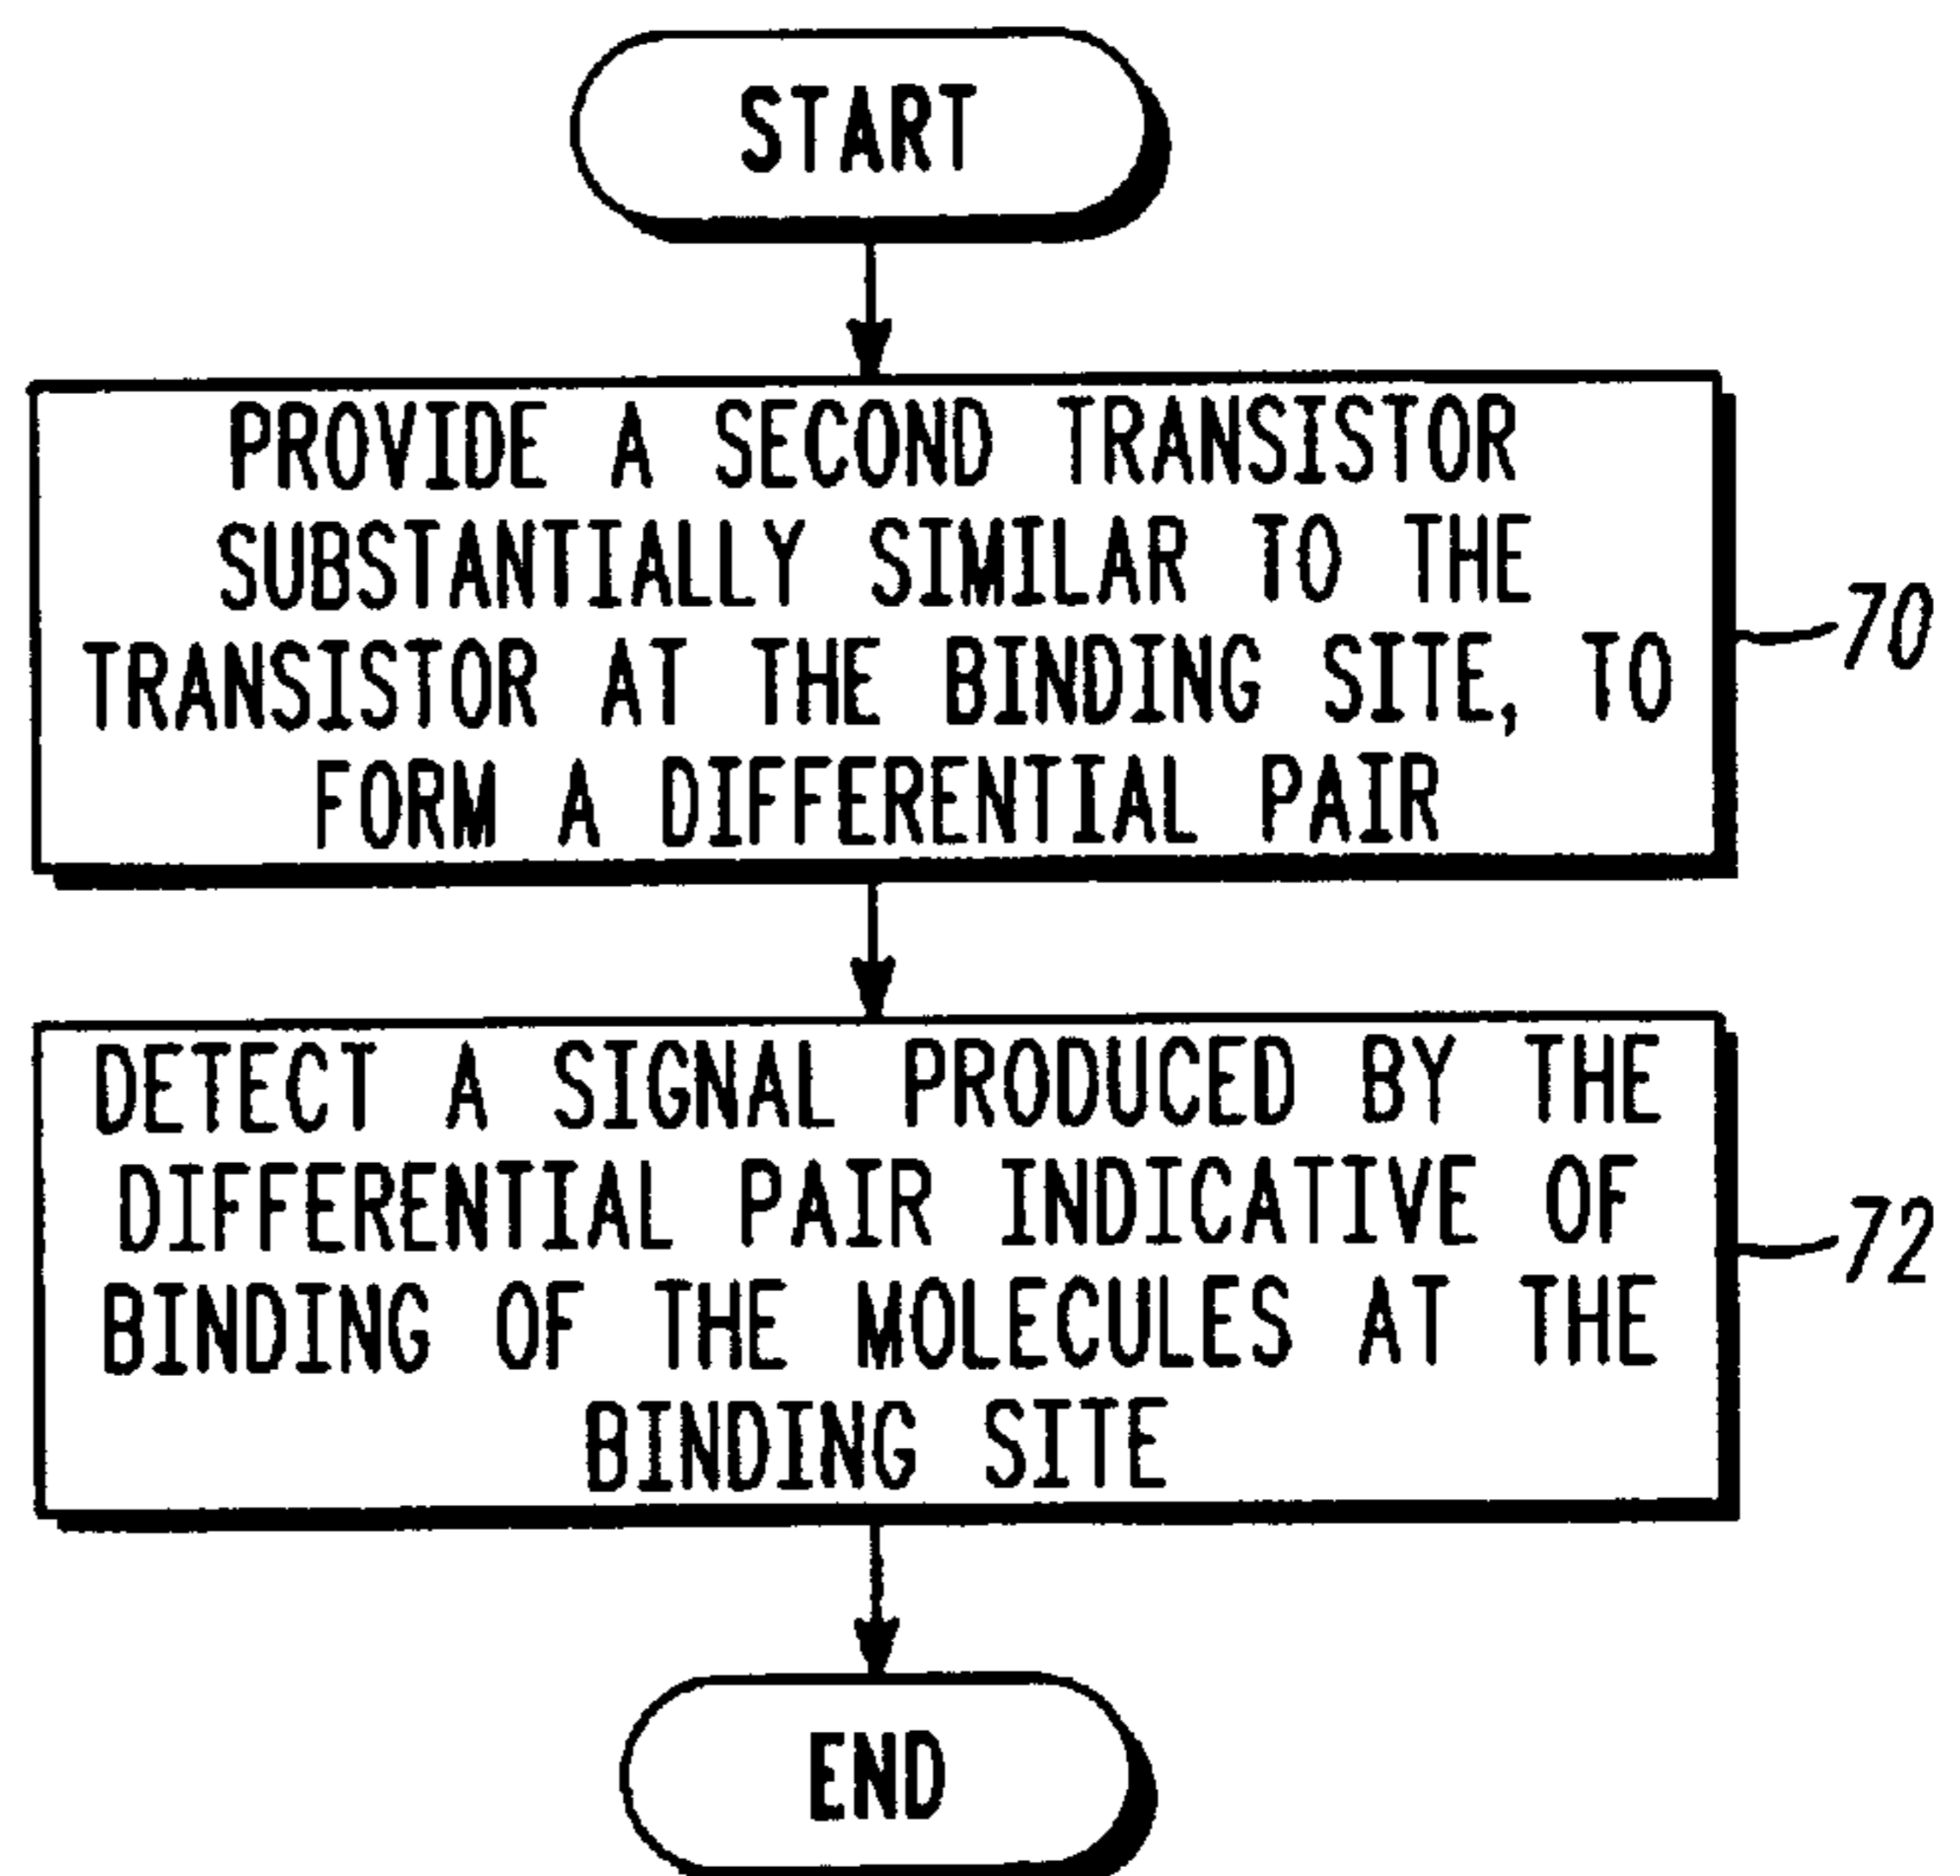 START
PROVIDE A SECOND TRANSISTOR
SUBSTANTIALLY SIMILAR TO THE
TRANSISTOR AT THE BINDING SITE, TO
FORM A DIFFERENTIAL PAIR
70
DETECT A SIGNAL PRODUCED BY THE
DIFFERENTIAL PAIR INDICATIVE OF
BINDING OF THE MOLECULES AT THE
BINDING SITE
72
END